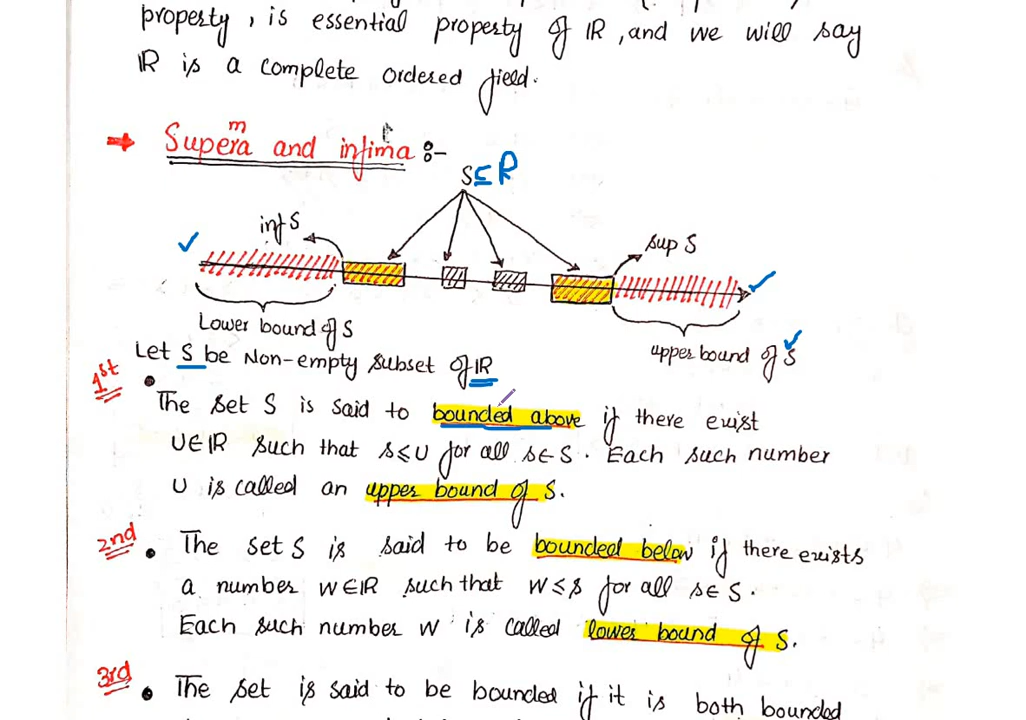 property, is essential property of IR, and we will say
IR is a complete ordered field.
→ Supera and infima :-
m
S⊆R
inf S
sup S
Lower bound of S
upper bound of S
Let S be Non-empty subset of IR
1st
• The set S is said to bounded above if there exist
U∈IR such that s≤U for all s∈S. Each such number
U is called an upper bound of S.
2nd • The set S is said to be bounded below if there exists
a number W∈IR such that W≤s for all s∈S.
Each such number W is called lower bound of S.
3rd • The set is said to be bounded if it is both bounded